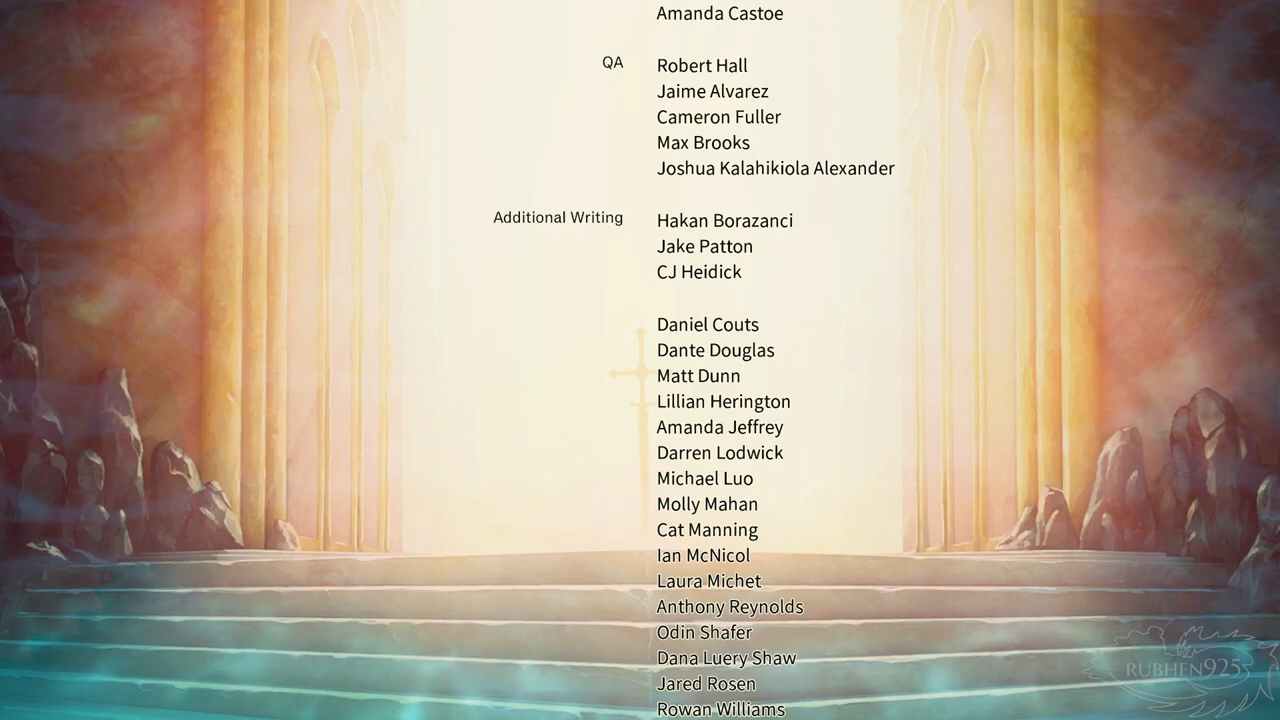 Amanda Castoe
QA
Robert Hall
Jaime Alvarez
Cameron Fuller
Max Brooks
Joshua Kalahikiola Alexander
Additional Writing
Hakan Borazanci
Jake Patton
CJ Heidick
Daniel Couts
Dante Douglas
Matt Dunn
Lillian Herington
Amanda Jeffrey
Darren Lodwick
Michael Luo
Molly Mahan
Cat Manning
Ian McNicol
Laura Michet
Anthony Reynolds
Odin Shafer
Dana Luery Shaw
Jared Rosen
Rowan Williams
RUBHEN925